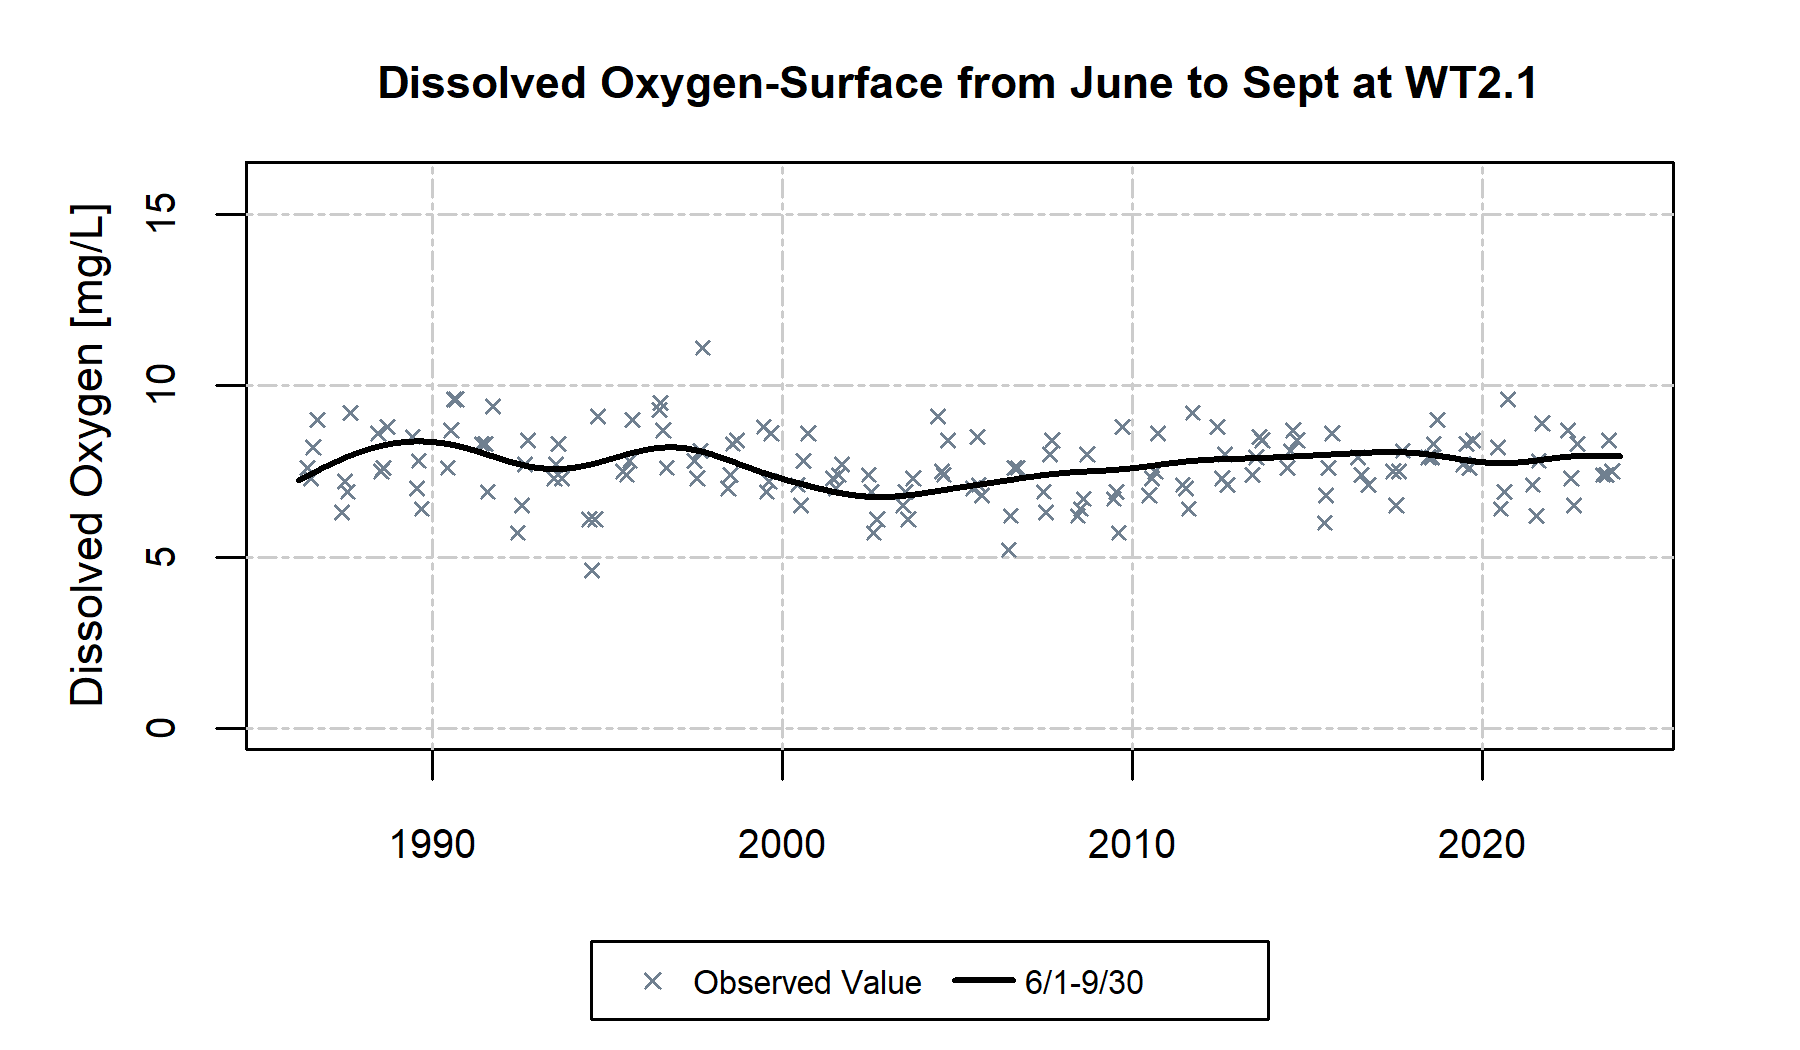 Dissolved Oxygen-Surface from June to Sept at WT2.1
Dissolved Oxygen [mg/L]
15
10
5
0
1990 2000 2010 2020
Observed Value 6/1-9/30